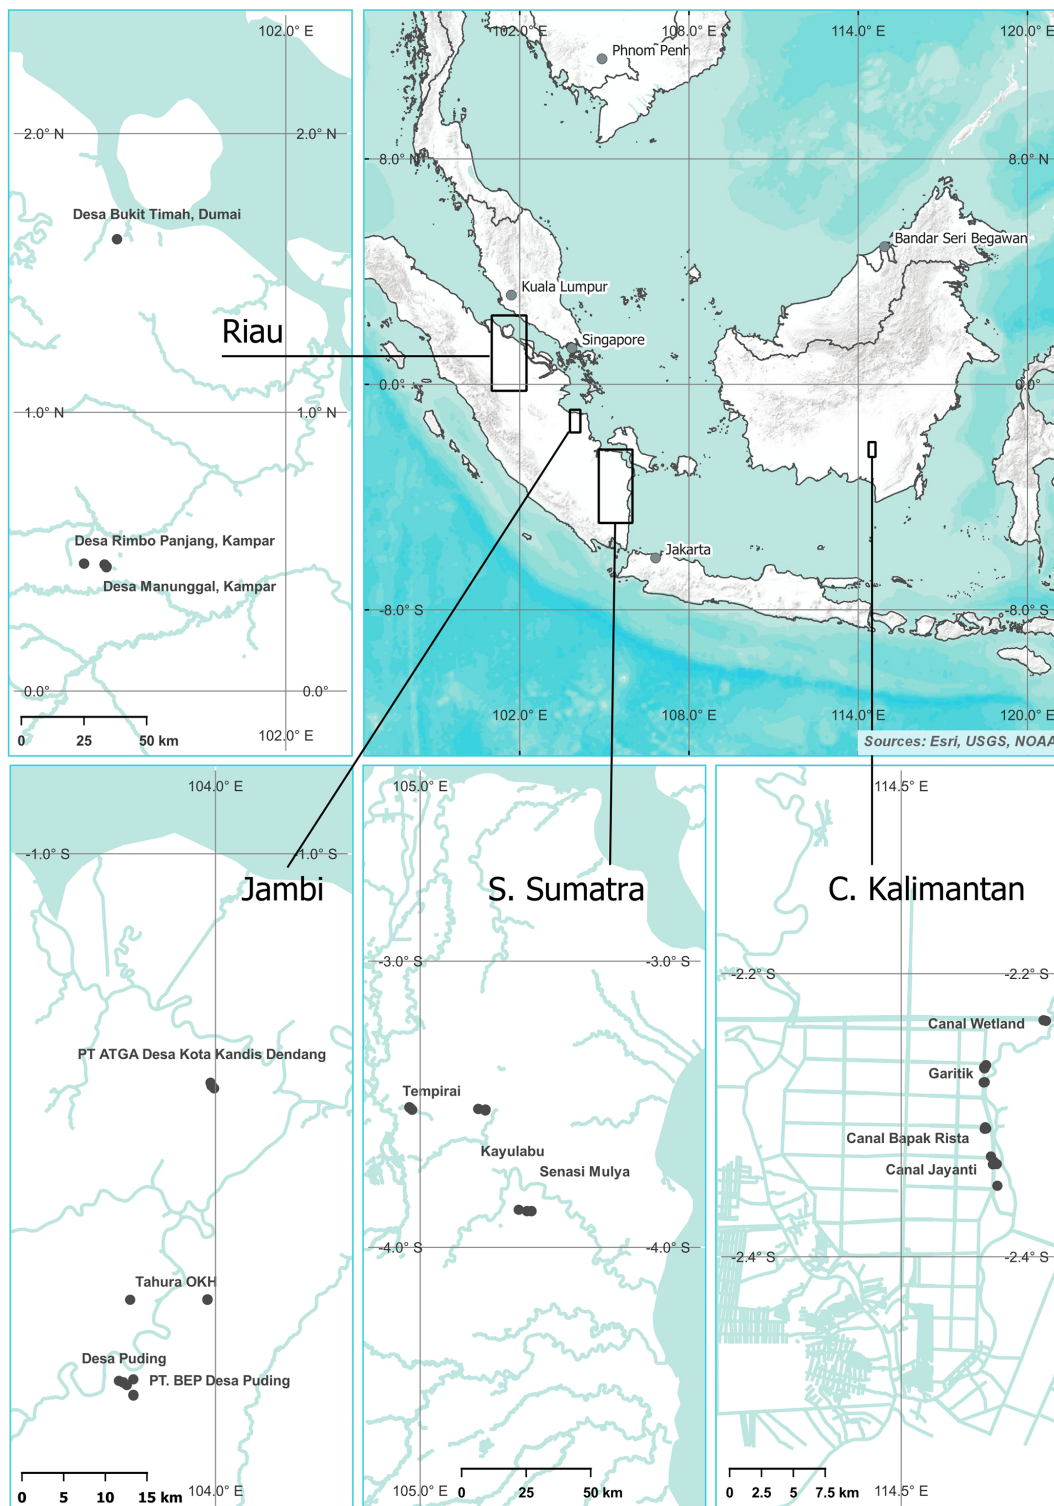 102.0° E
2.0° N
2.0° N
Desa Bukit Timah, Dumai
1.0° N
1.0° N
Desa Rimbo Panjang, Kampar
Desa Manunggal, Kampar
0.0°
0.0°
0 25 50 km
102.0° E
Riau
102.0° E
108.0° E
114.0° E
120.0° E
Phnom Penh
8.0° N
8.0° N
Bandar Seri Begawan
Kuala Lumpur
Singapore
0.0°
0.0°
Jakarta
-8.0° S
-8.0° S
102.0° E
108.0° E
114.0° E
120.0° E
Sources: Esri, USGS, NOAA
104.0° E
-1.0° S
-1.0° S
Jambi
PT ATGA Desa Kota Kandis Dendang
Tahura OKH
Desa Puding
PT. BEP Desa Puding
0 5 10 15 km
104.0° E
105.0° E
S. Sumatra
-3.0° S
-3.0° S
Tempirai
Kayulabu
Senasi Mulya
-4.0° S
-4.0° S
0 25 50 km
105.0° E
114.5° E
C. Kalimantan
-2.2° S
-2.2° S
Canal Wetland
Garitik
Canal Bapak Rista
Canal Jayanti
-2.4° S
-2.4° S
0 2.5 5 7.5 km
114.5° E